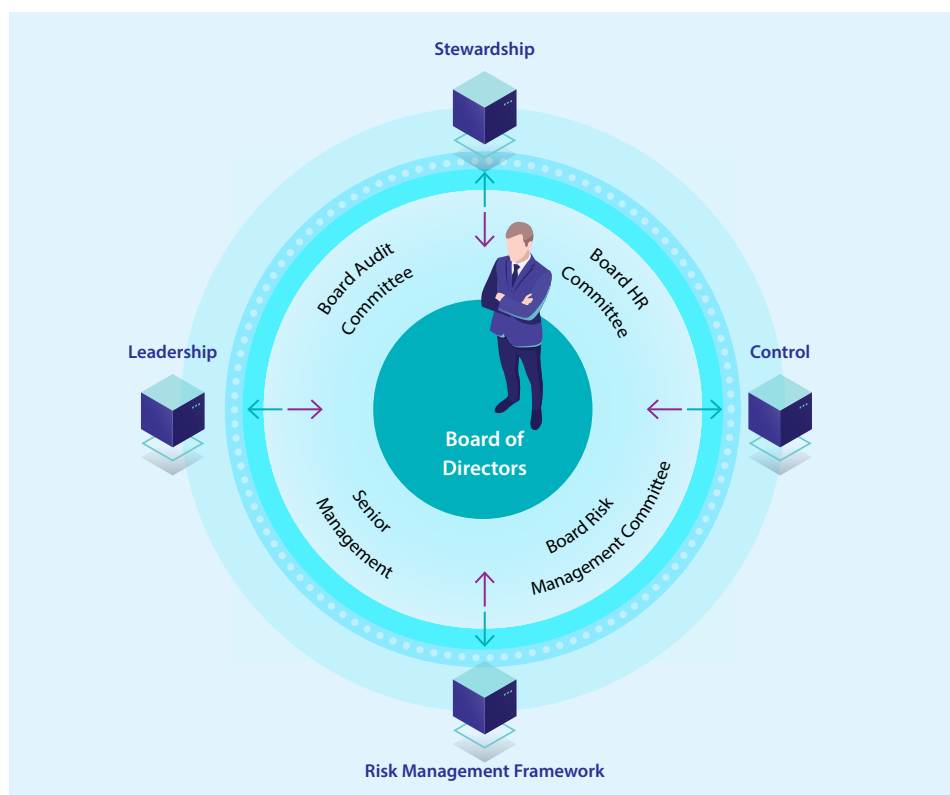 Stewardship
Board Audit
Committee
Board HR
Committee
Leadership
Control
Board of
Directors
Senior
Management
Board Risk
Management Committee
Risk Management Framework